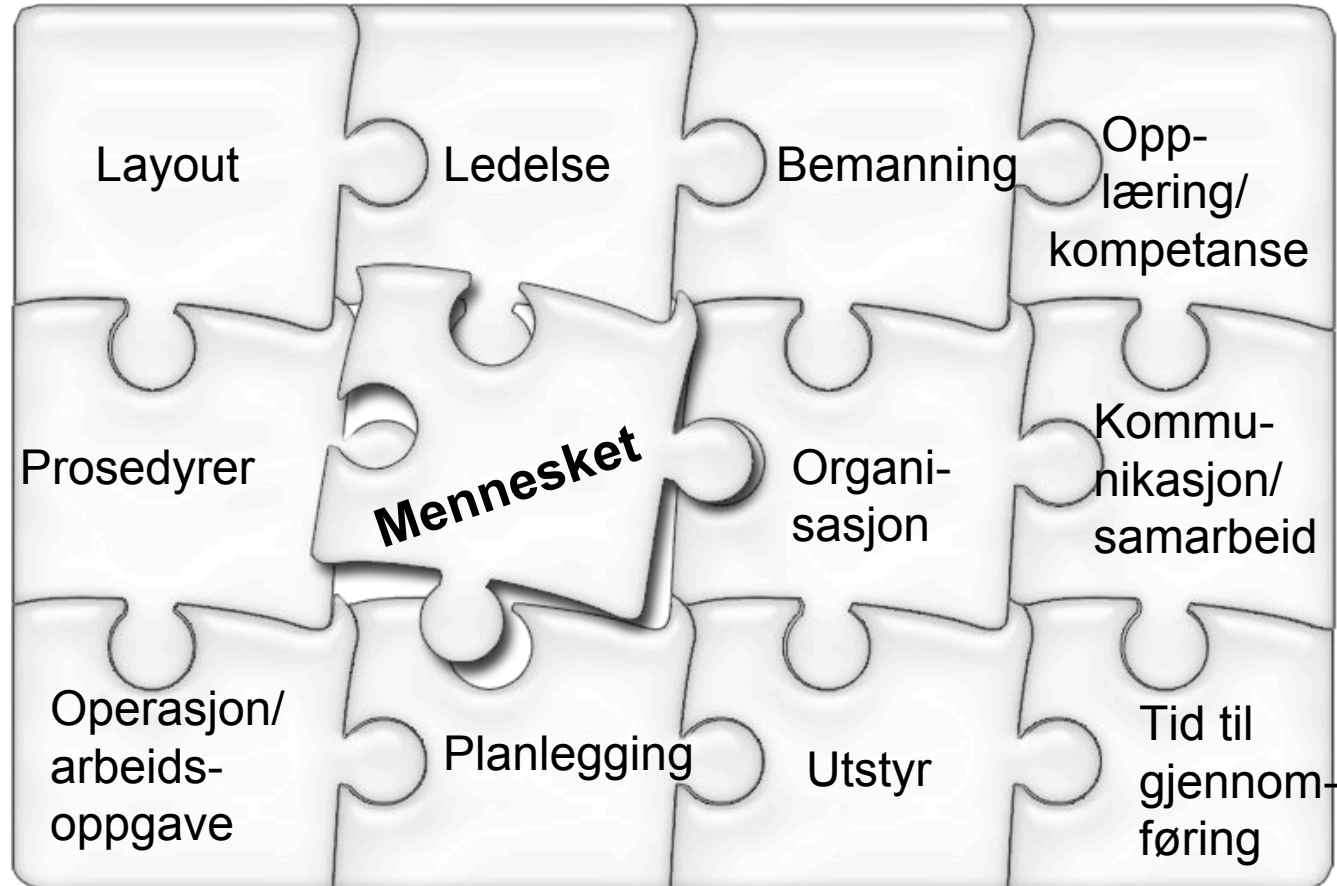 Layout
Ledelse
Bemanning
Opp-
læring/
kompetanse
Prosedyrer
Mennesket
Organi-
sasjon
Kommu-
nikasjon/
samarbeid
Operasjon/
arbeids-
oppgave
Planlegging
Utstyr
Tid til
gjennom-
føring